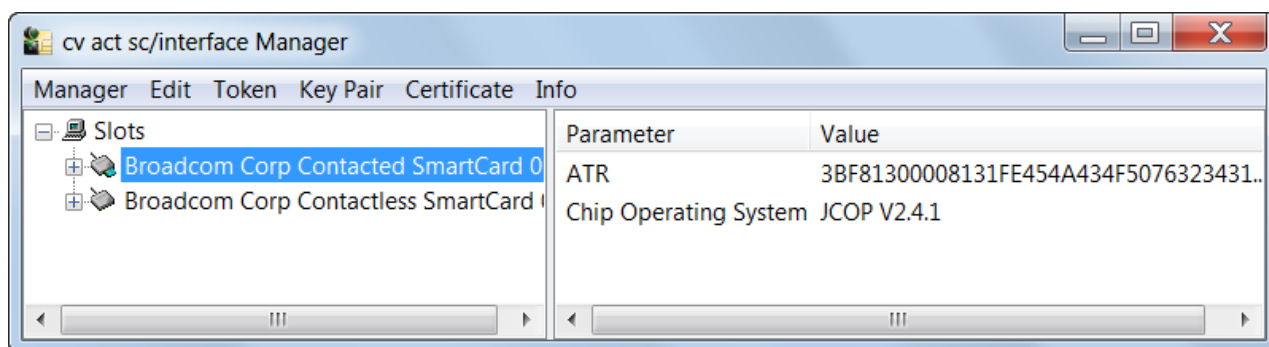 cv act sc/interface Manager
Manager Edit Token Key Pair Certificate Info
Slots
Broadcom Corp Contacted SmartCard 0
Broadcom Corp Contactless SmartCard
Parameter Value
ATR 3BF81300008131FE454A434F5076323431..
Chip Operating System JCOP V2.4.1